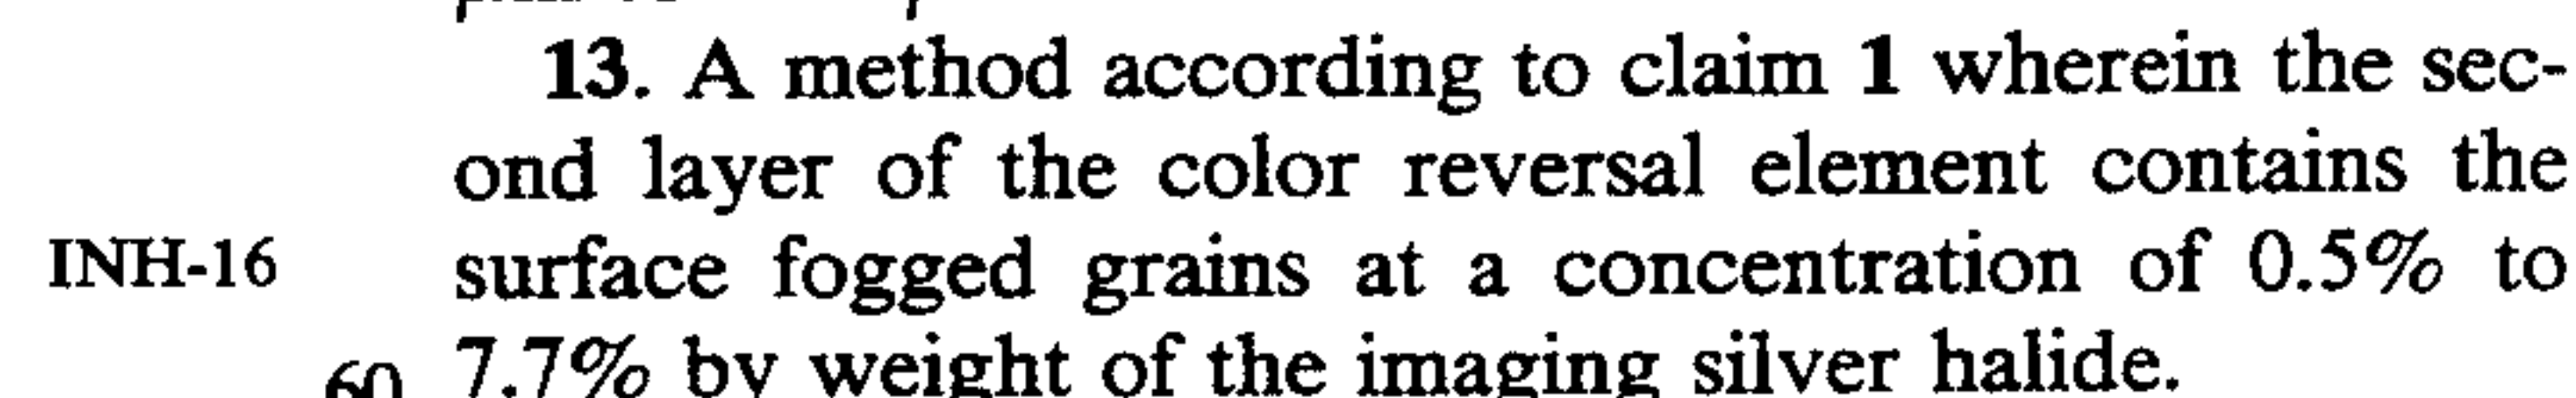 13. A method according to claim 1 wherein the sec-
ond layer of the color reversal element contains the
INH-16 surface fogged grains at a concentration of 0.5% to
60 7.7% by weight of the imaging silver halide.